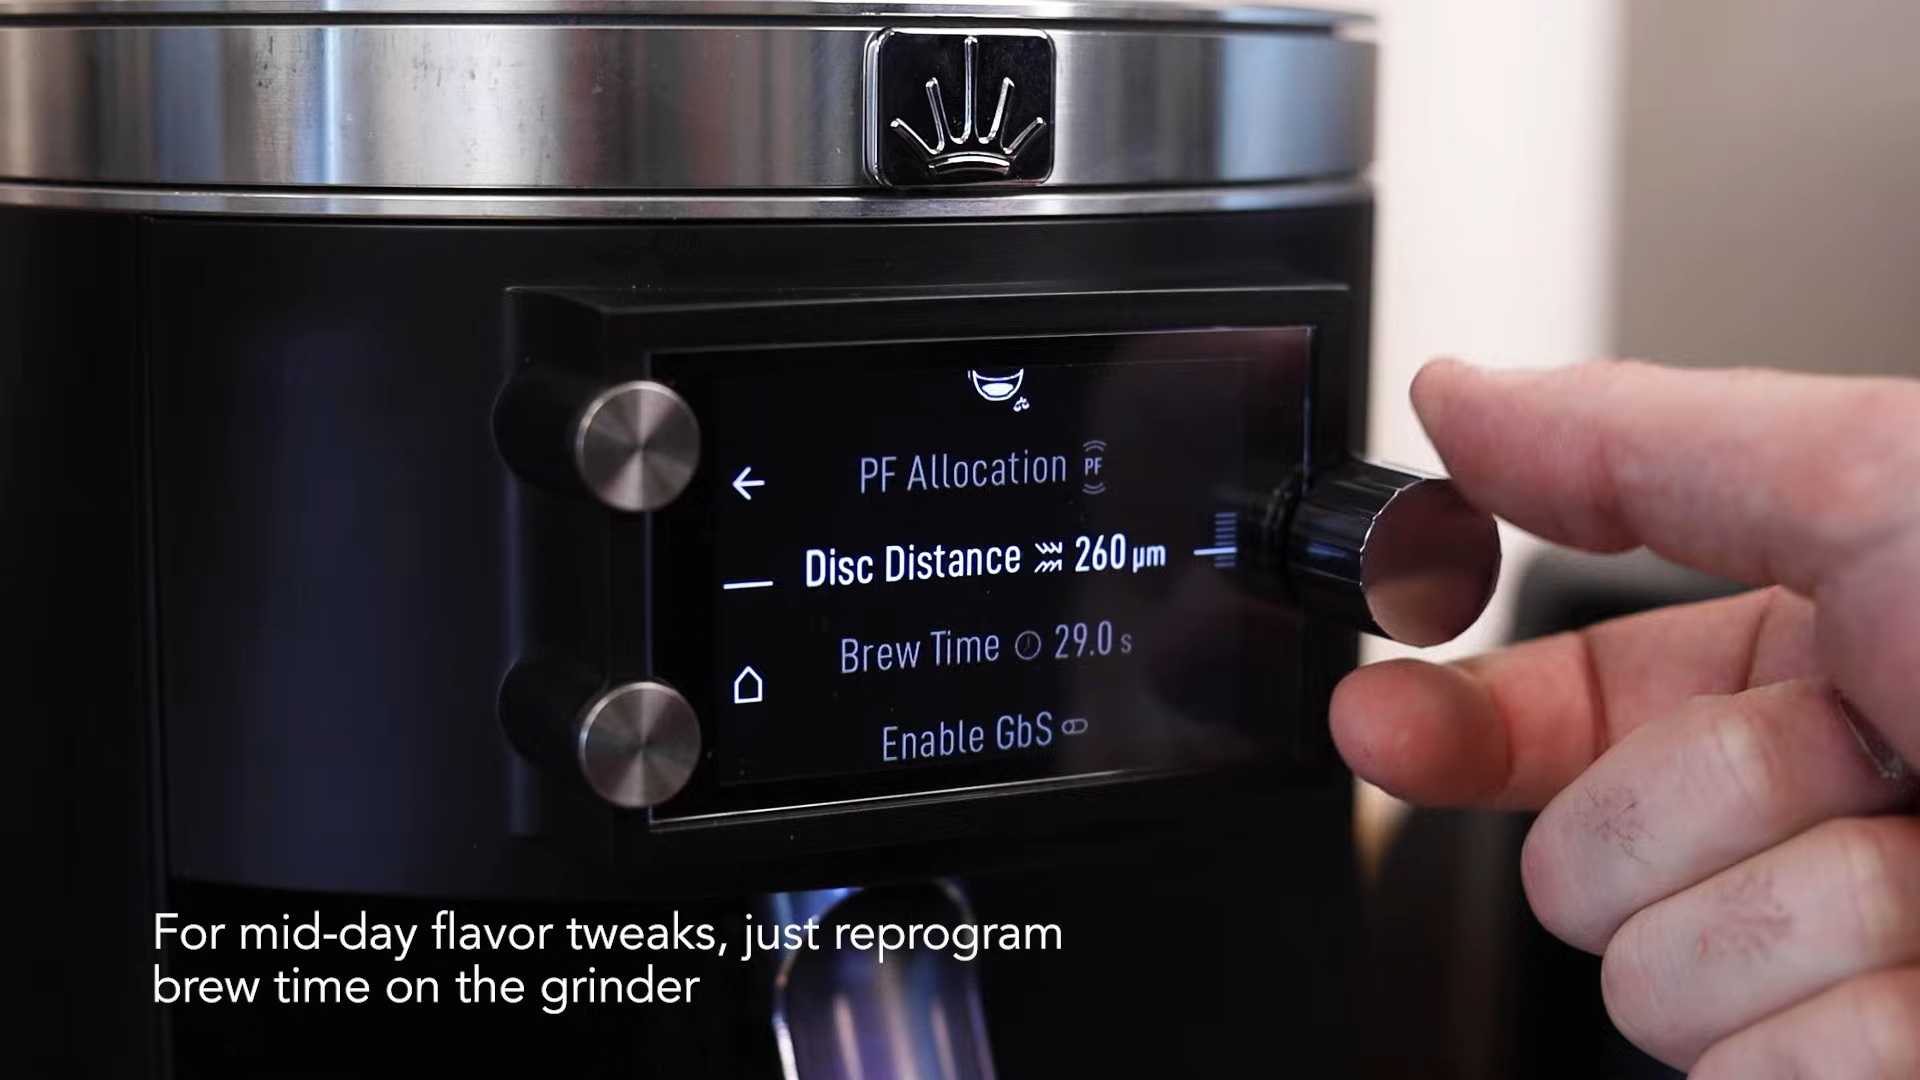 PF Allocation PF
Disc Distance 260 µm
Brew Time 29.0 s
Enable GbS
For mid-day flavor tweaks, just reprogram
brew time on the grinder